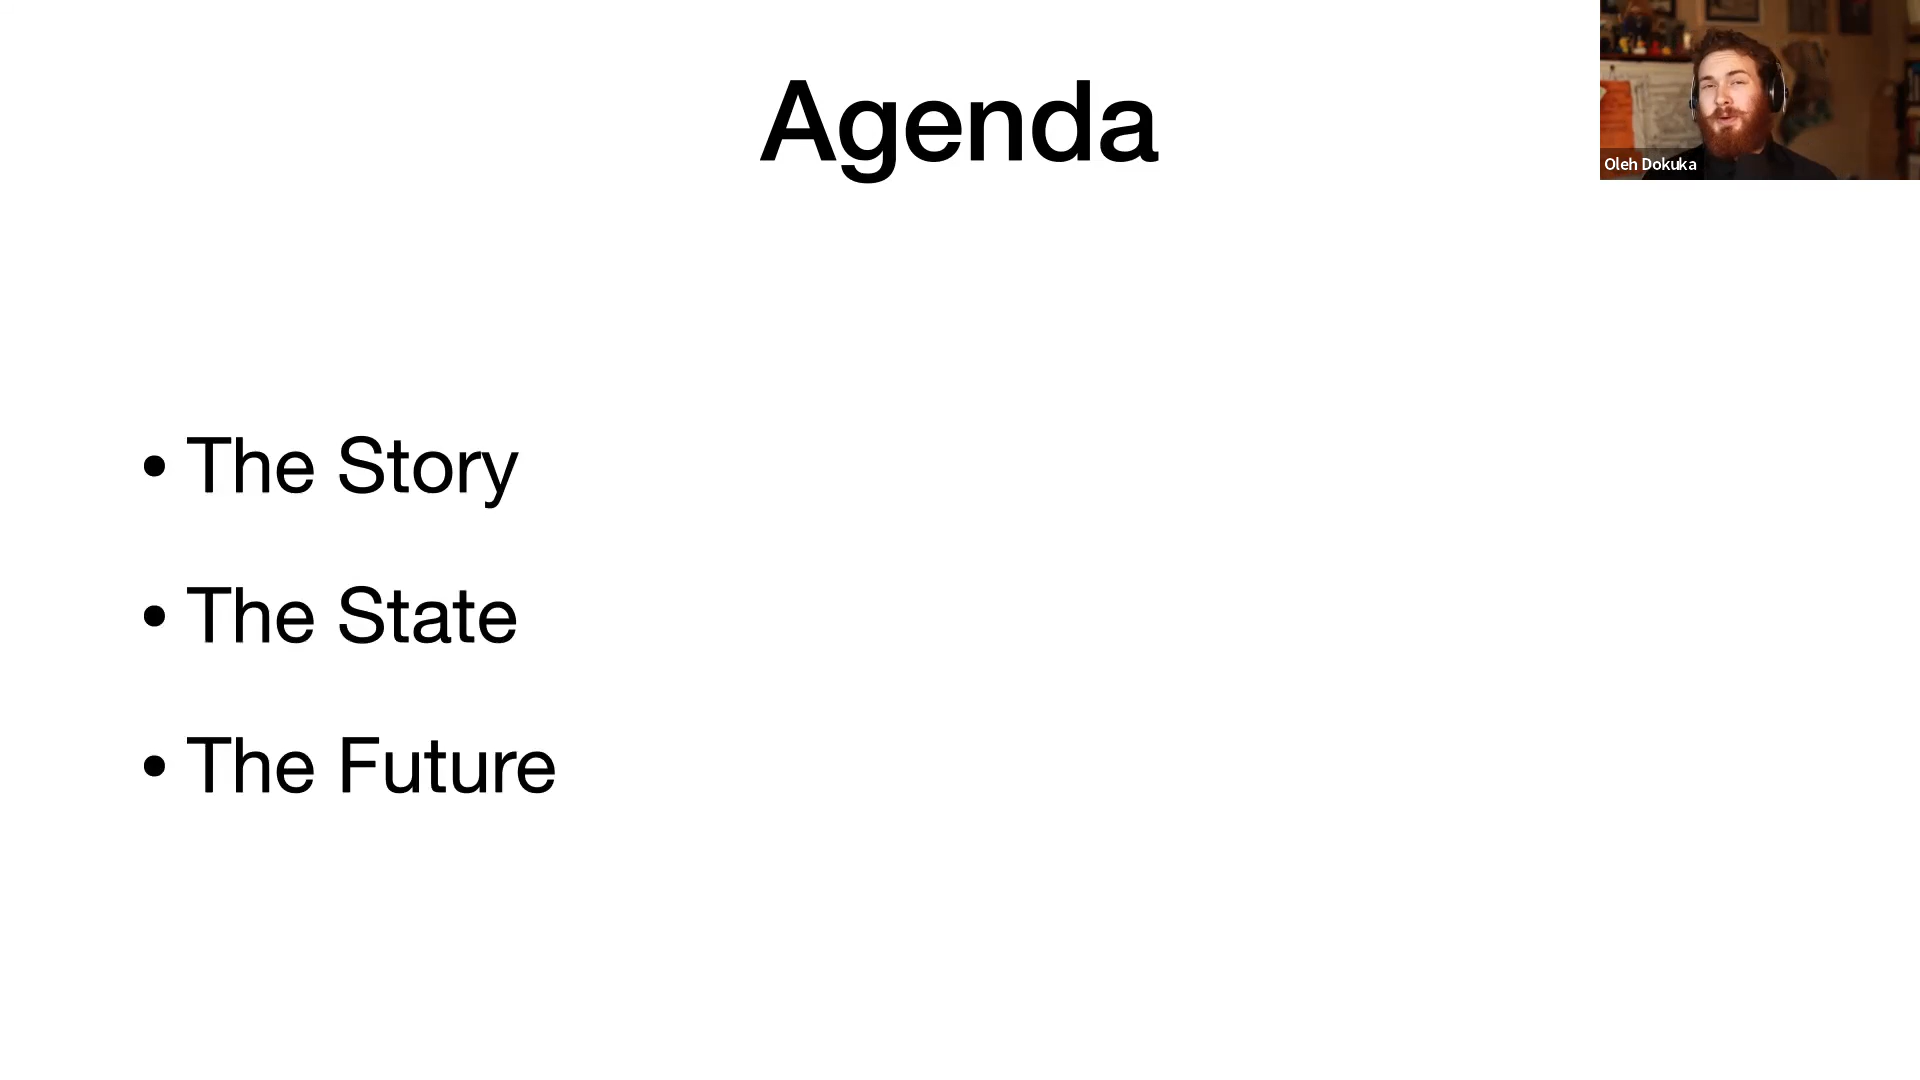 Agenda
Oleh Dokuka
• The Story
• The State
• The Future